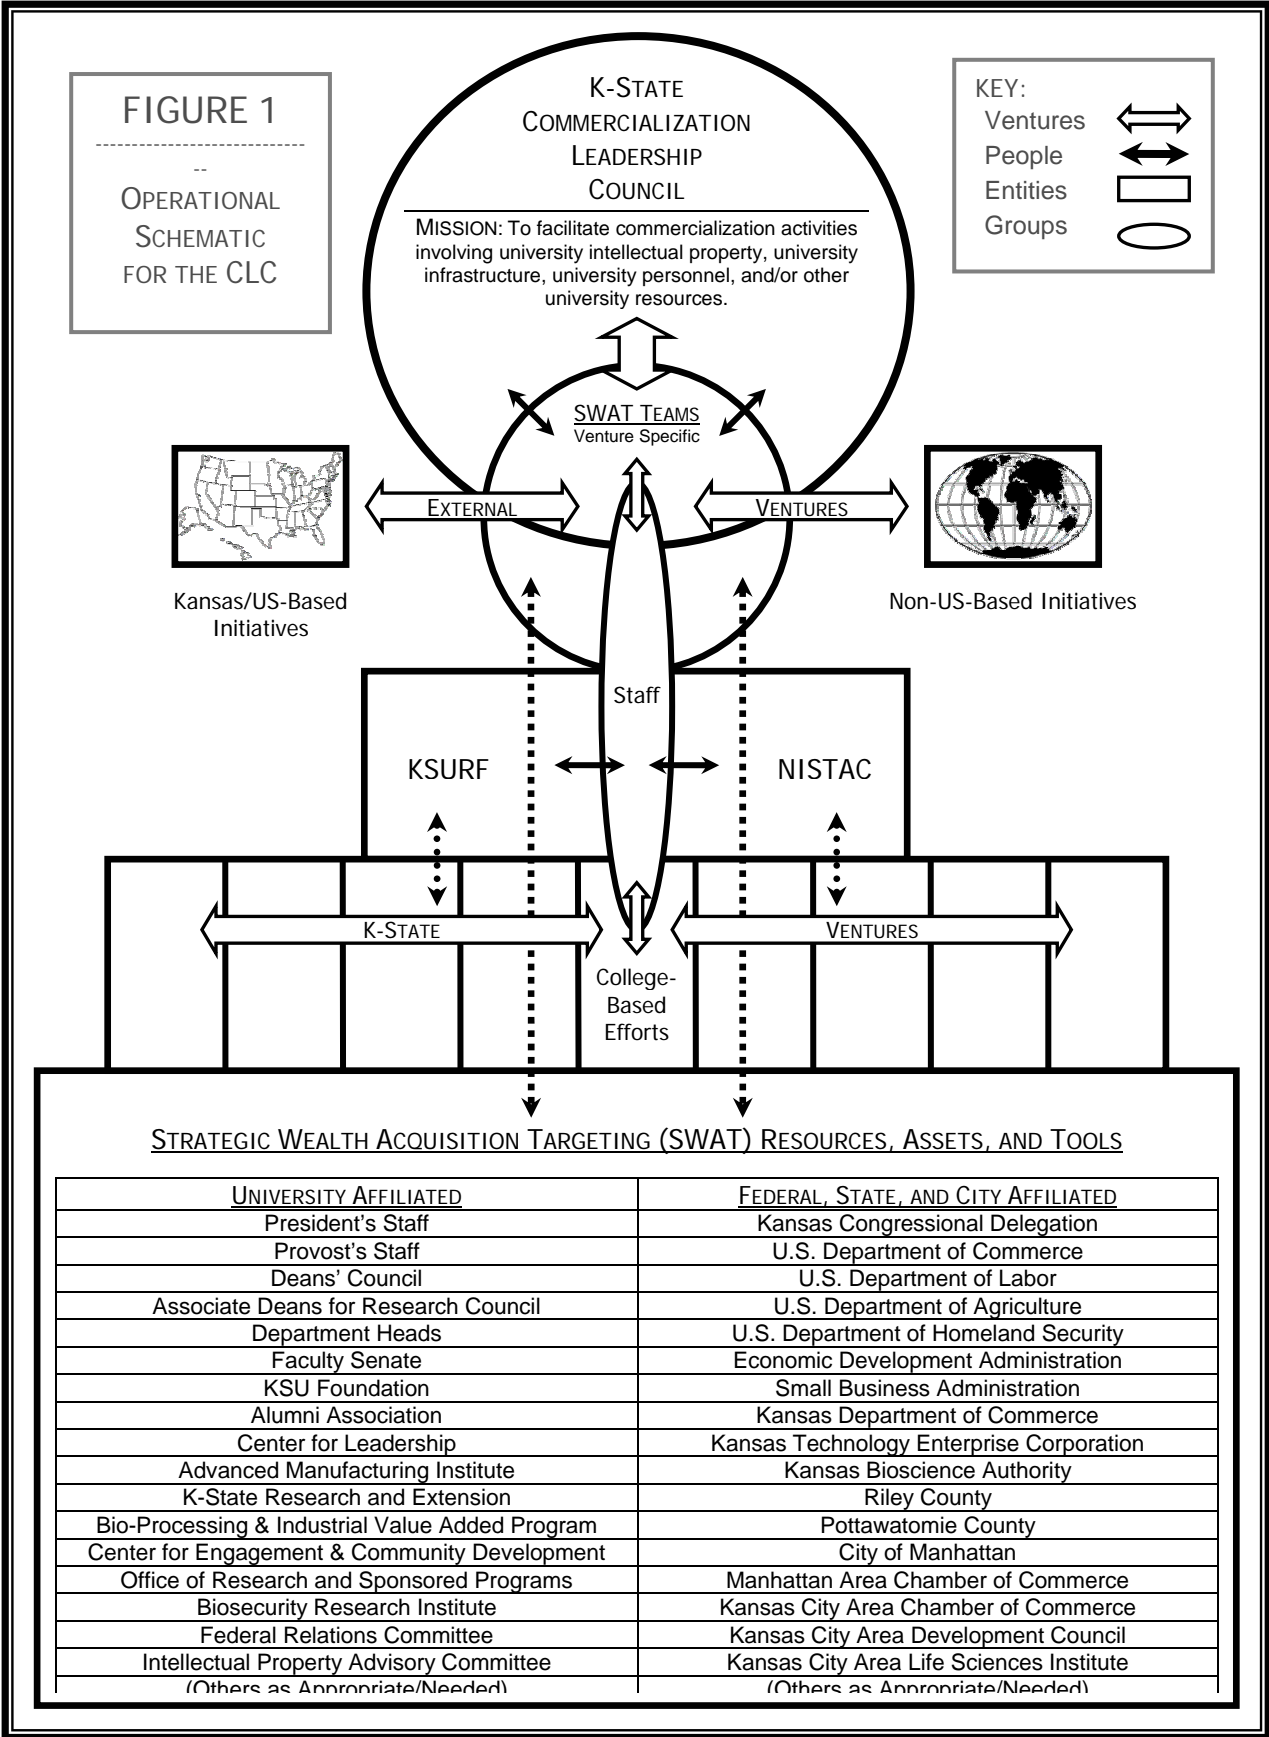 FIGURE 1
-----------------------------
--
OPERATIONAL
SCHEMATIC
FOR THE CLC
K-STATE
COMMERCIALIZATION
LEADERSHIP
COUNCIL
MISSION: To facilitate commercialization activities
involving university intellectual property, university
infrastructure, university personnel, and/or other
university resources.
KEY:
Ventures
People
Entities
Groups
SWAT TEAMS
Venture Specific
EXTERNAL
VENTURES
Kansas/US-Based
Initiatives
Non-US-Based Initiatives
Staff
KSURF
NISTAC
K-STATE
VENTURES
College-
Based
Efforts
STRATEGIC WEALTH ACQUISITION TARGETING (SWAT) RESOURCES, ASSETS, AND TOOLS
UNIVERSITY AFFILIATED
FEDERAL, STATE, AND CITY AFFILIATED
President's Staff
Kansas Congressional Delegation
Provost's Staff
U.S. Department of Commerce
Deans' Council
U.S. Department of Labor
Associate Deans for Research Council
U.S. Department of Agriculture
Department Heads
U.S. Department of Homeland Security
Faculty Senate
Economic Development Administration
KSU Foundation
Small Business Administration
Alumni Association
Kansas Department of Commerce
Center for Leadership
Kansas Technology Enterprise Corporation
Advanced Manufacturing Institute
Kansas Bioscience Authority
K-State Research and Extension
Riley County
Bio-Processing & Industrial Value Added Program
Pottawatomie County
Center for Engagement & Community Development
City of Manhattan
Office of Research and Sponsored Programs
Manhattan Area Chamber of Commerce
Biosecurity Research Institute
Kansas City Area Chamber of Commerce
Federal Relations Committee
Kansas City Area Development Council
Intellectual Property Advisory Committee
Kansas City Area Life Sciences Institute
(Others as Appropriate/Needed)
(Others as Appropriate/Needed)